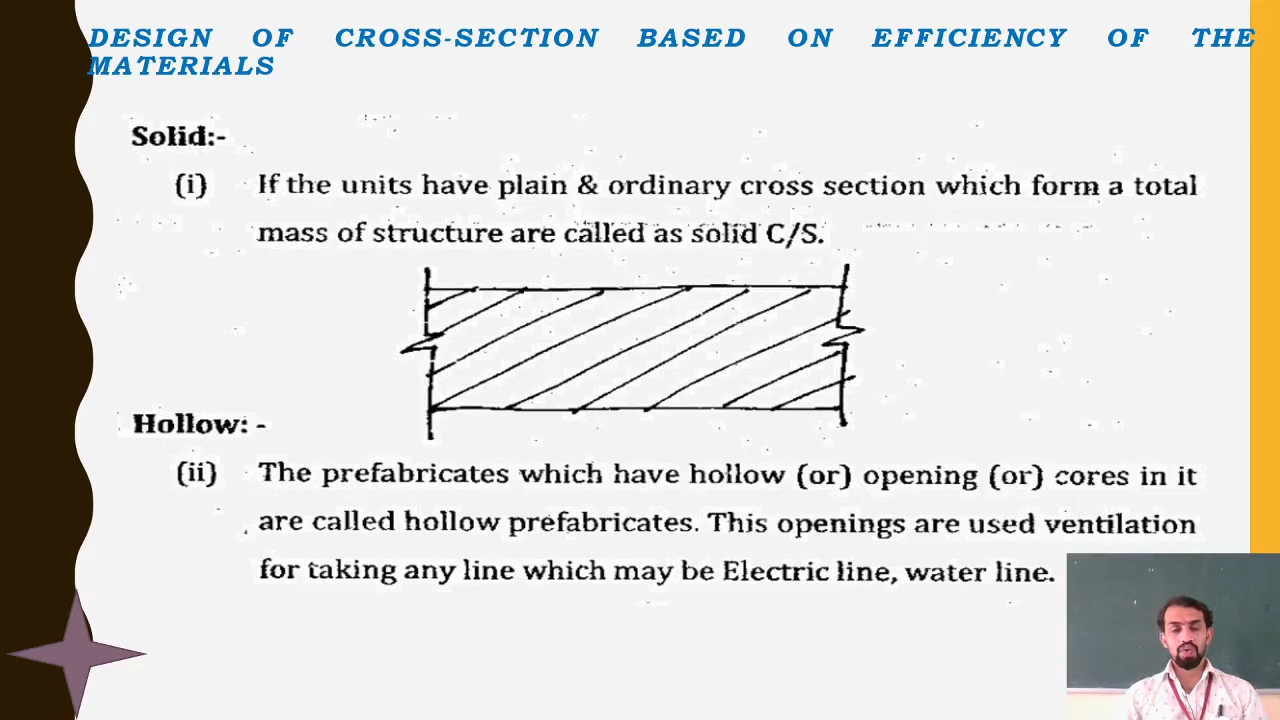 DESIGN OF CROSS-SECTION BASED ON EFFICIENCY OF THE
MATERIALS
Solid:-
(i) If the units have plain & ordinary cross section which form a total
mass of structure are called as solid C/S.
Hollow: -
(ii) The prefabricates which have hollow (or) opening (or) cores in it
are called hollow prefabricates. This openings are used ventilation
for taking any line which may be Electric line, water line.